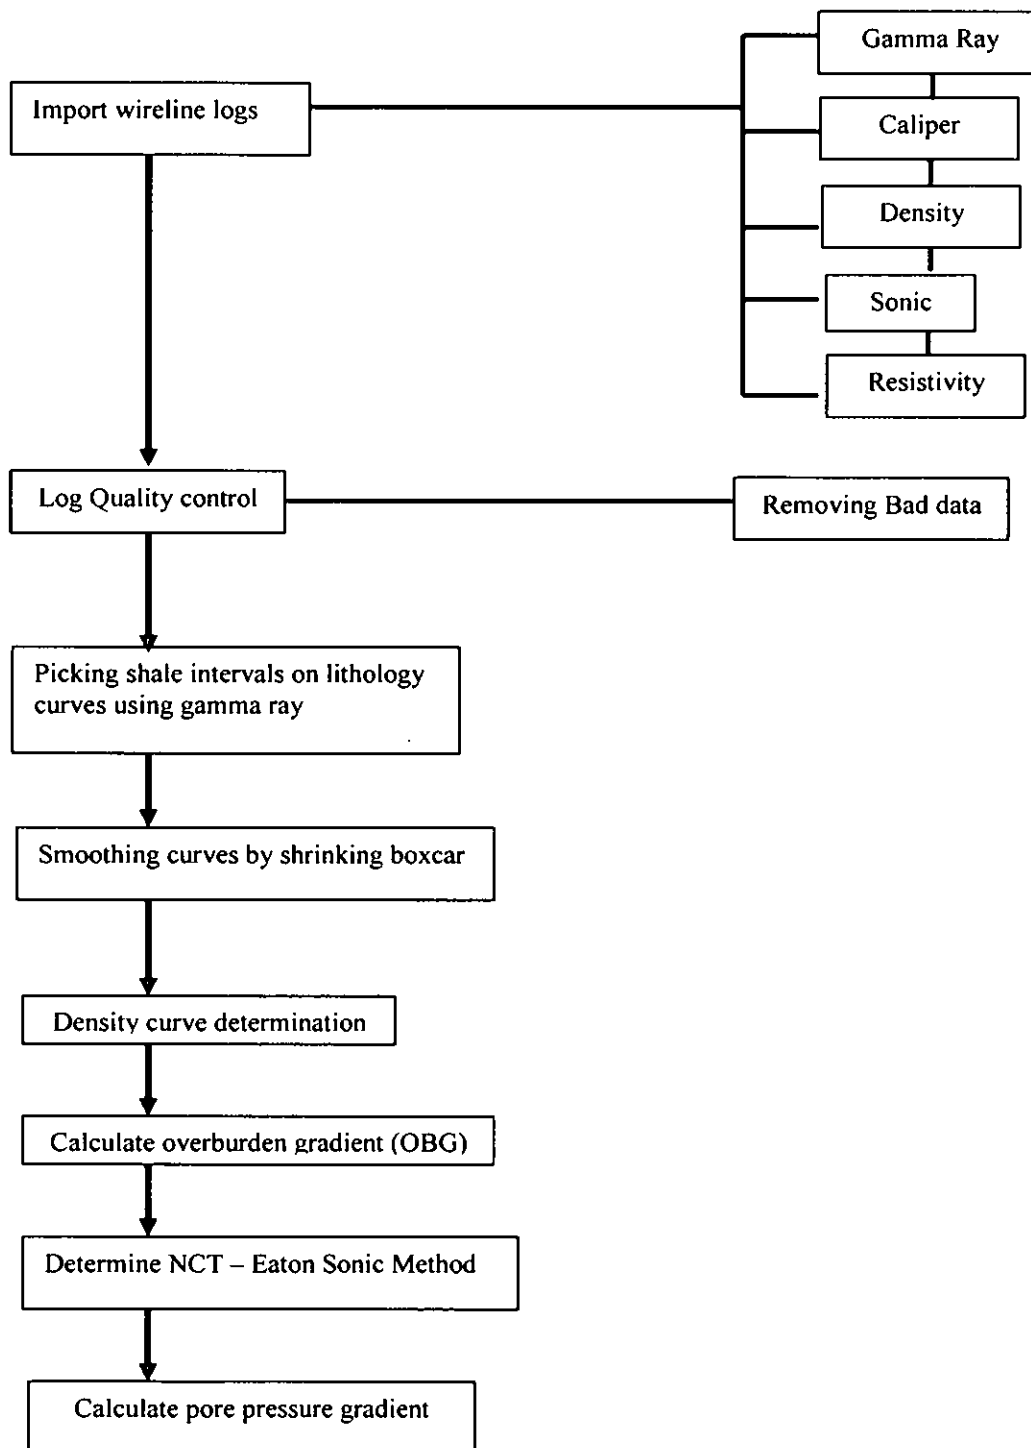 Gamma Ray
Import wireline logs
Caliper
Density
Sonic
Resistivity
Log Quality control
Removing Bad data
Picking shale intervals on lithology
curves using gamma ray
Smoothing curves by shrinking boxcar
Density curve determination
Calculate overburden gradient (OBG)
Determine NCT – Eaton Sonic Method
Calculate pore pressure gradient